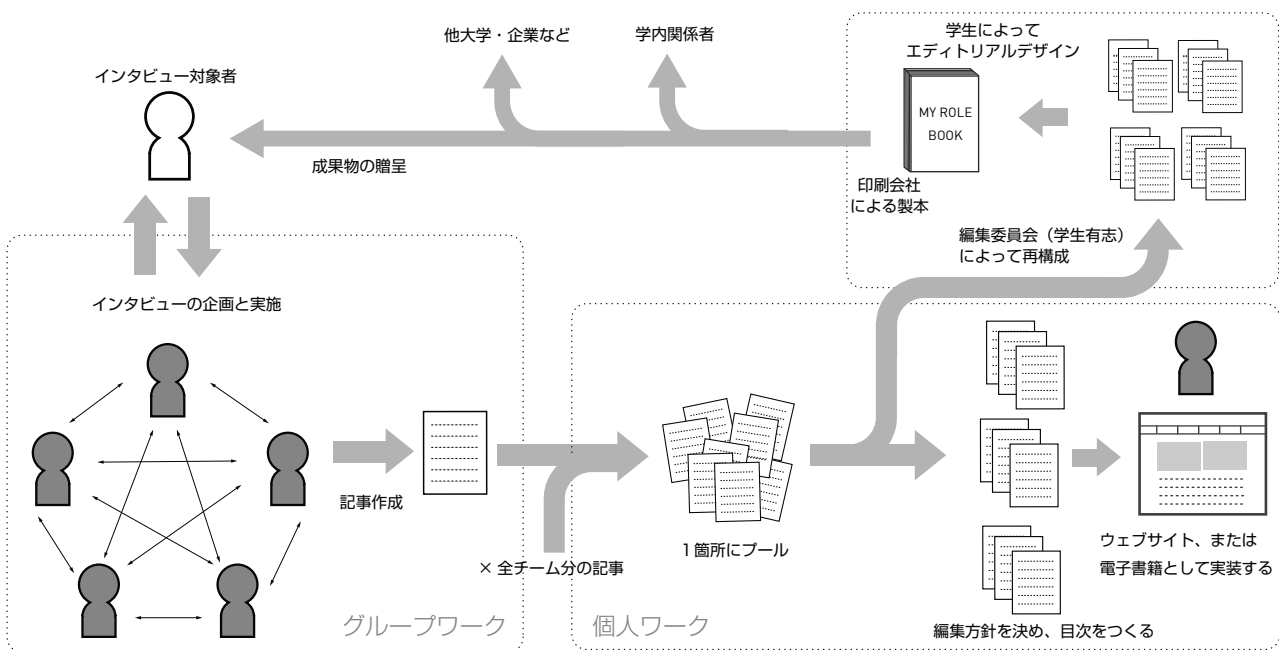 他大学・企業など
学内関係者
学生によって
エディトリアルデザイン
インタビュー対象者
MY ROLE
BOOK
成果物の贈呈
印刷会社
による製本
編集委員会（学生有志）
によって再構成
インタビューの企画と実施
記事作成
1箇所にプール
× 全チーム分の記事
ウェブサイト、または
電子書籍として実装する
グループワーク
個人ワーク
編集方針を決め、目次をつくる